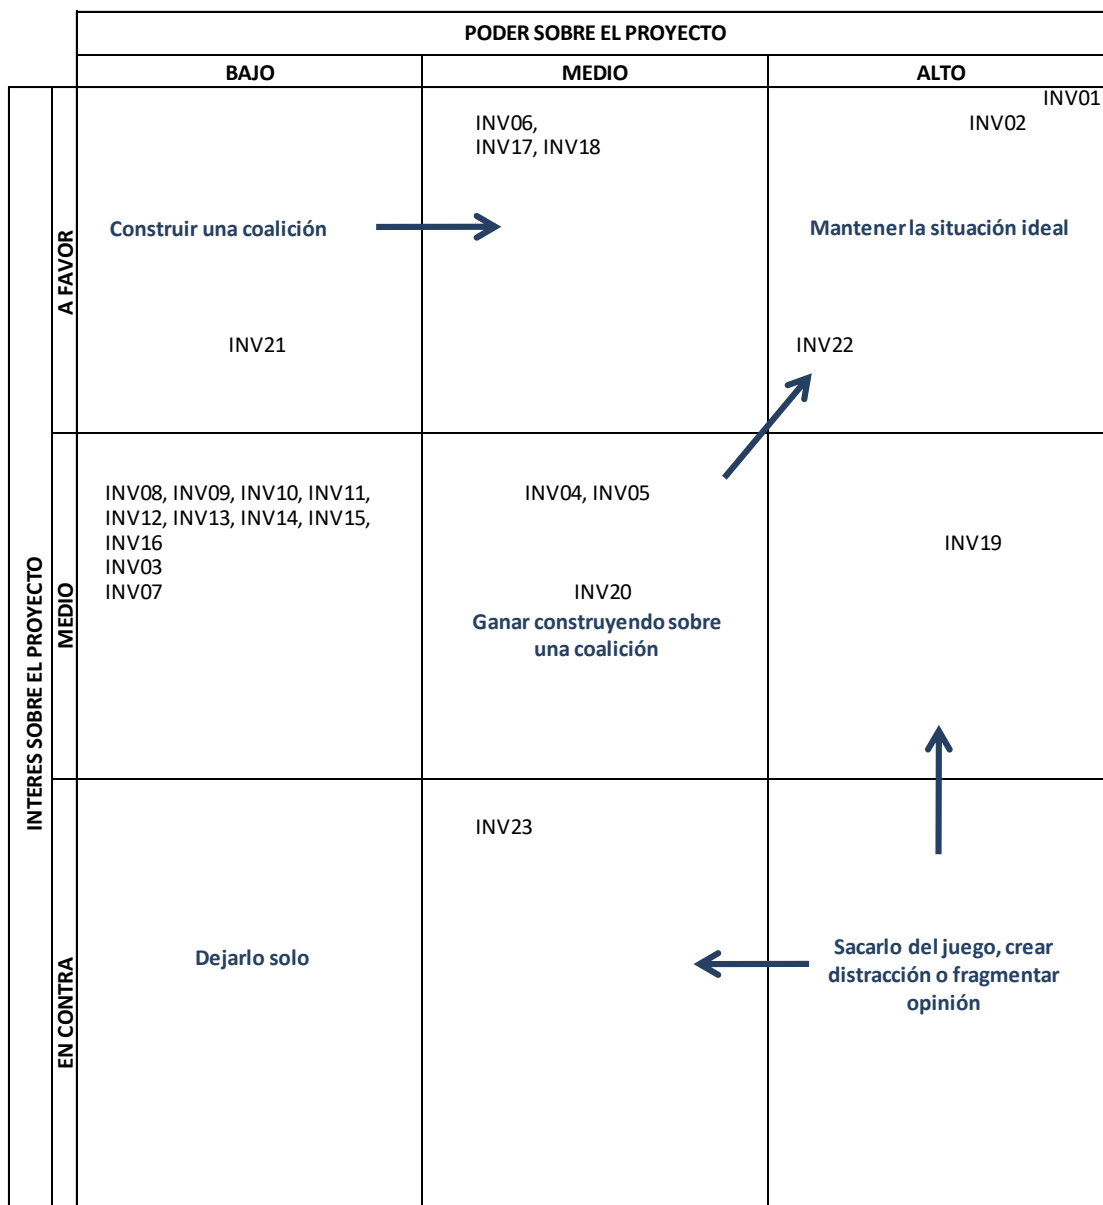 PODER SOBRE EL PROYECTO
BAJO
MEDIO
ALTO
INTERES SOBRE EL PROYECTO
A FAVOR
INV01
INV06,
INV02
INV17, INV18
Construir una coalición
Mantener la situación ideal
INV21
INV22
MEDIO
INV08, INV09, INV10, INV11,
INV12, INV13, INV14, INV15,
INV16
INV03
INV07
INV04, INV05
INV20
Ganar construyendo sobre
una coalición
INV19
EN CONTRA
INV23
Dejarlo solo
Sacarlo del juego, crear
distracción o fragmentar
opinión